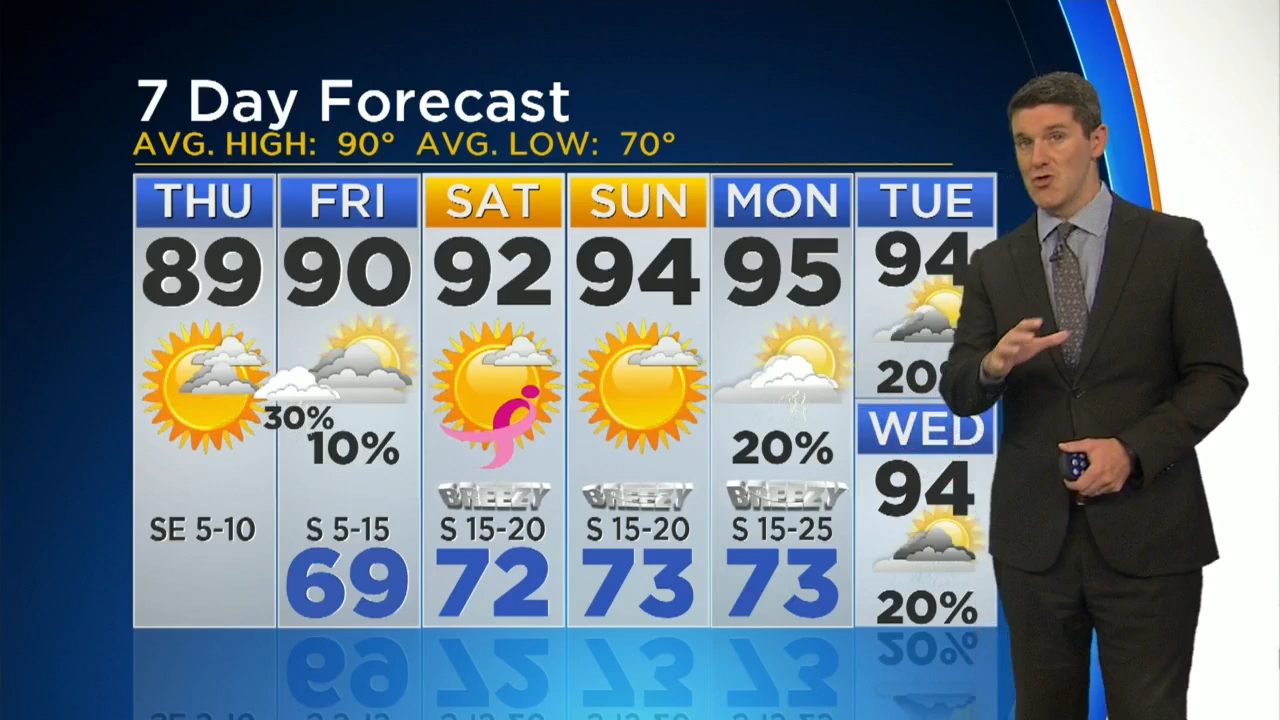 7 Day Forecast
AVG. HIGH: 90° AVG. LOW: 70°
THU FRI SAT SUN MON TUE
89 90 92 94 95 94
30%
10% 20% 20
WED
94
BREEZY BREEZY BREEZY
SE 5-10 S 5-15 S 15-20 S 15-20 S 15-25
69 72 73 73
20%